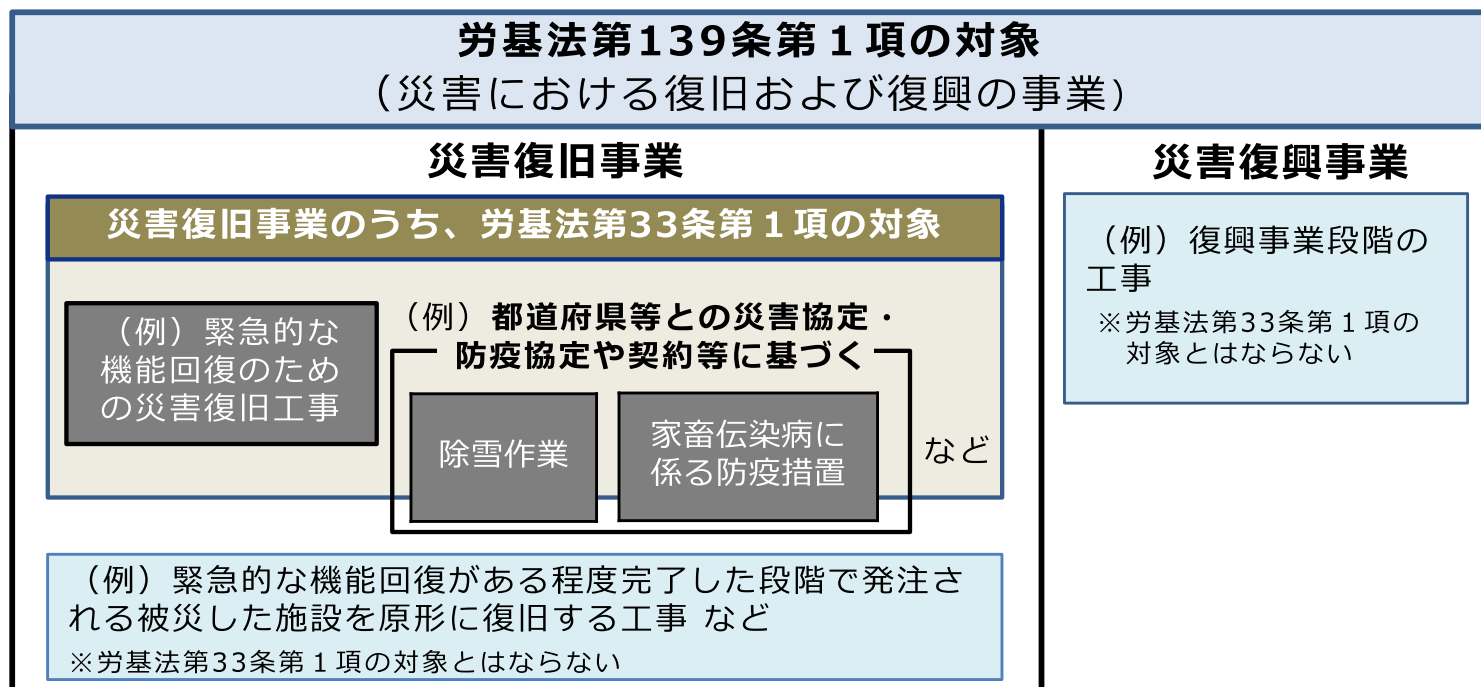 労基法第139条第１項の対象
（災害における復旧および復興の事業）
災害復旧事業
災害復旧事業のうち、労基法第33条第１項の対象
（例）緊急的な
機能回復のため
の災害復旧工事
（例）都道府県等との災害協定・
防疫協定や契約等に基づく
除雪作業
家畜伝染病に
係る防疫措置
など
（例）緊急的な機能回復がある程度完了した段階で発注さ
れる被災した施設を原形に復旧する工事 など
※労基法第33条第１項の対象とはならない
災害復興事業
（例）復興事業段階の
工事
※労基法第33条第１項の
対象とはならない